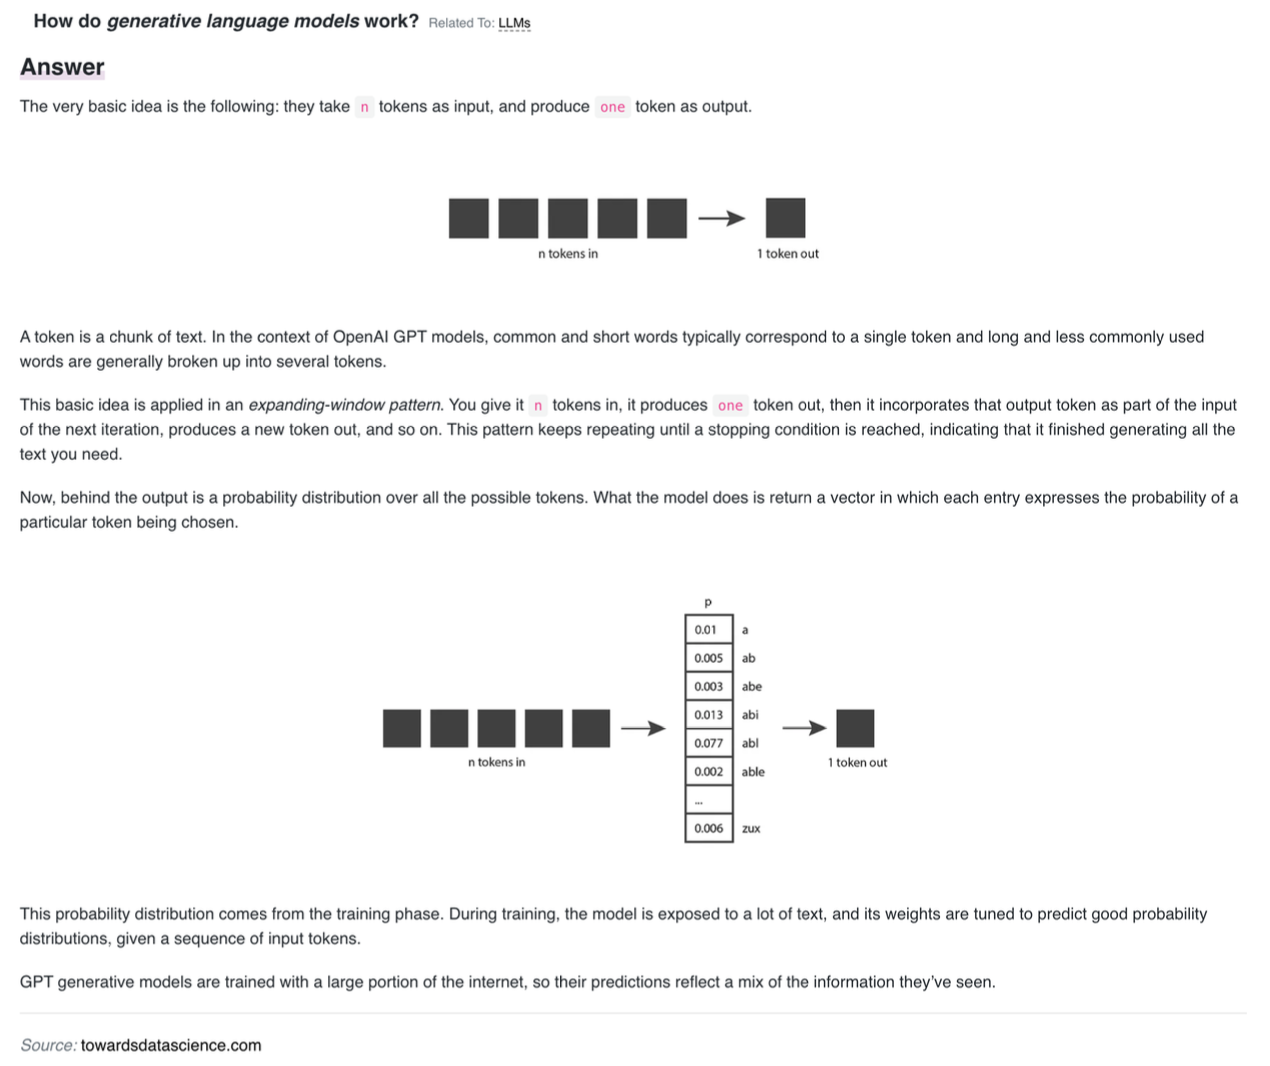 How do generative language models work? Related To: LLMs
Answer
The very basic idea is the following: they take n tokens as input, and produce one token as output.
n tokens in
1 token out
A token is a chunk of text. In the context of OpenAI GPT models, common and short words typically correspond to a single token and long and less commonly used
words are generally broken up into several tokens.
This basic idea is applied in an expanding-window pattern. You give it n tokens in, it produces one token out, then it incorporates that output token as part of the input
of the next iteration, produces a new token out, and so on. This pattern keeps repeating until a stopping condition is reached, indicating that it finished generating all the
text you need.
Now, behind the output is a probability distribution over all the possible tokens. What the model does is return a vector in which each entry expresses the probability of a
particular token being chosen.
p
0.01 a
0.005 ab
0.003 abe
0.013 abi
0.077 abl
0.002 able
...
0.006 zux
n tokens in
1 token out
This probability distribution comes from the training phase. During training, the model is exposed to a lot of text, and its weights are tuned to predict good probability
distributions, given a sequence of input tokens.
GPT generative models are trained with a large portion of the internet, so their predictions reflect a mix of the information they’ve seen.
Source: towardsdatascience.com